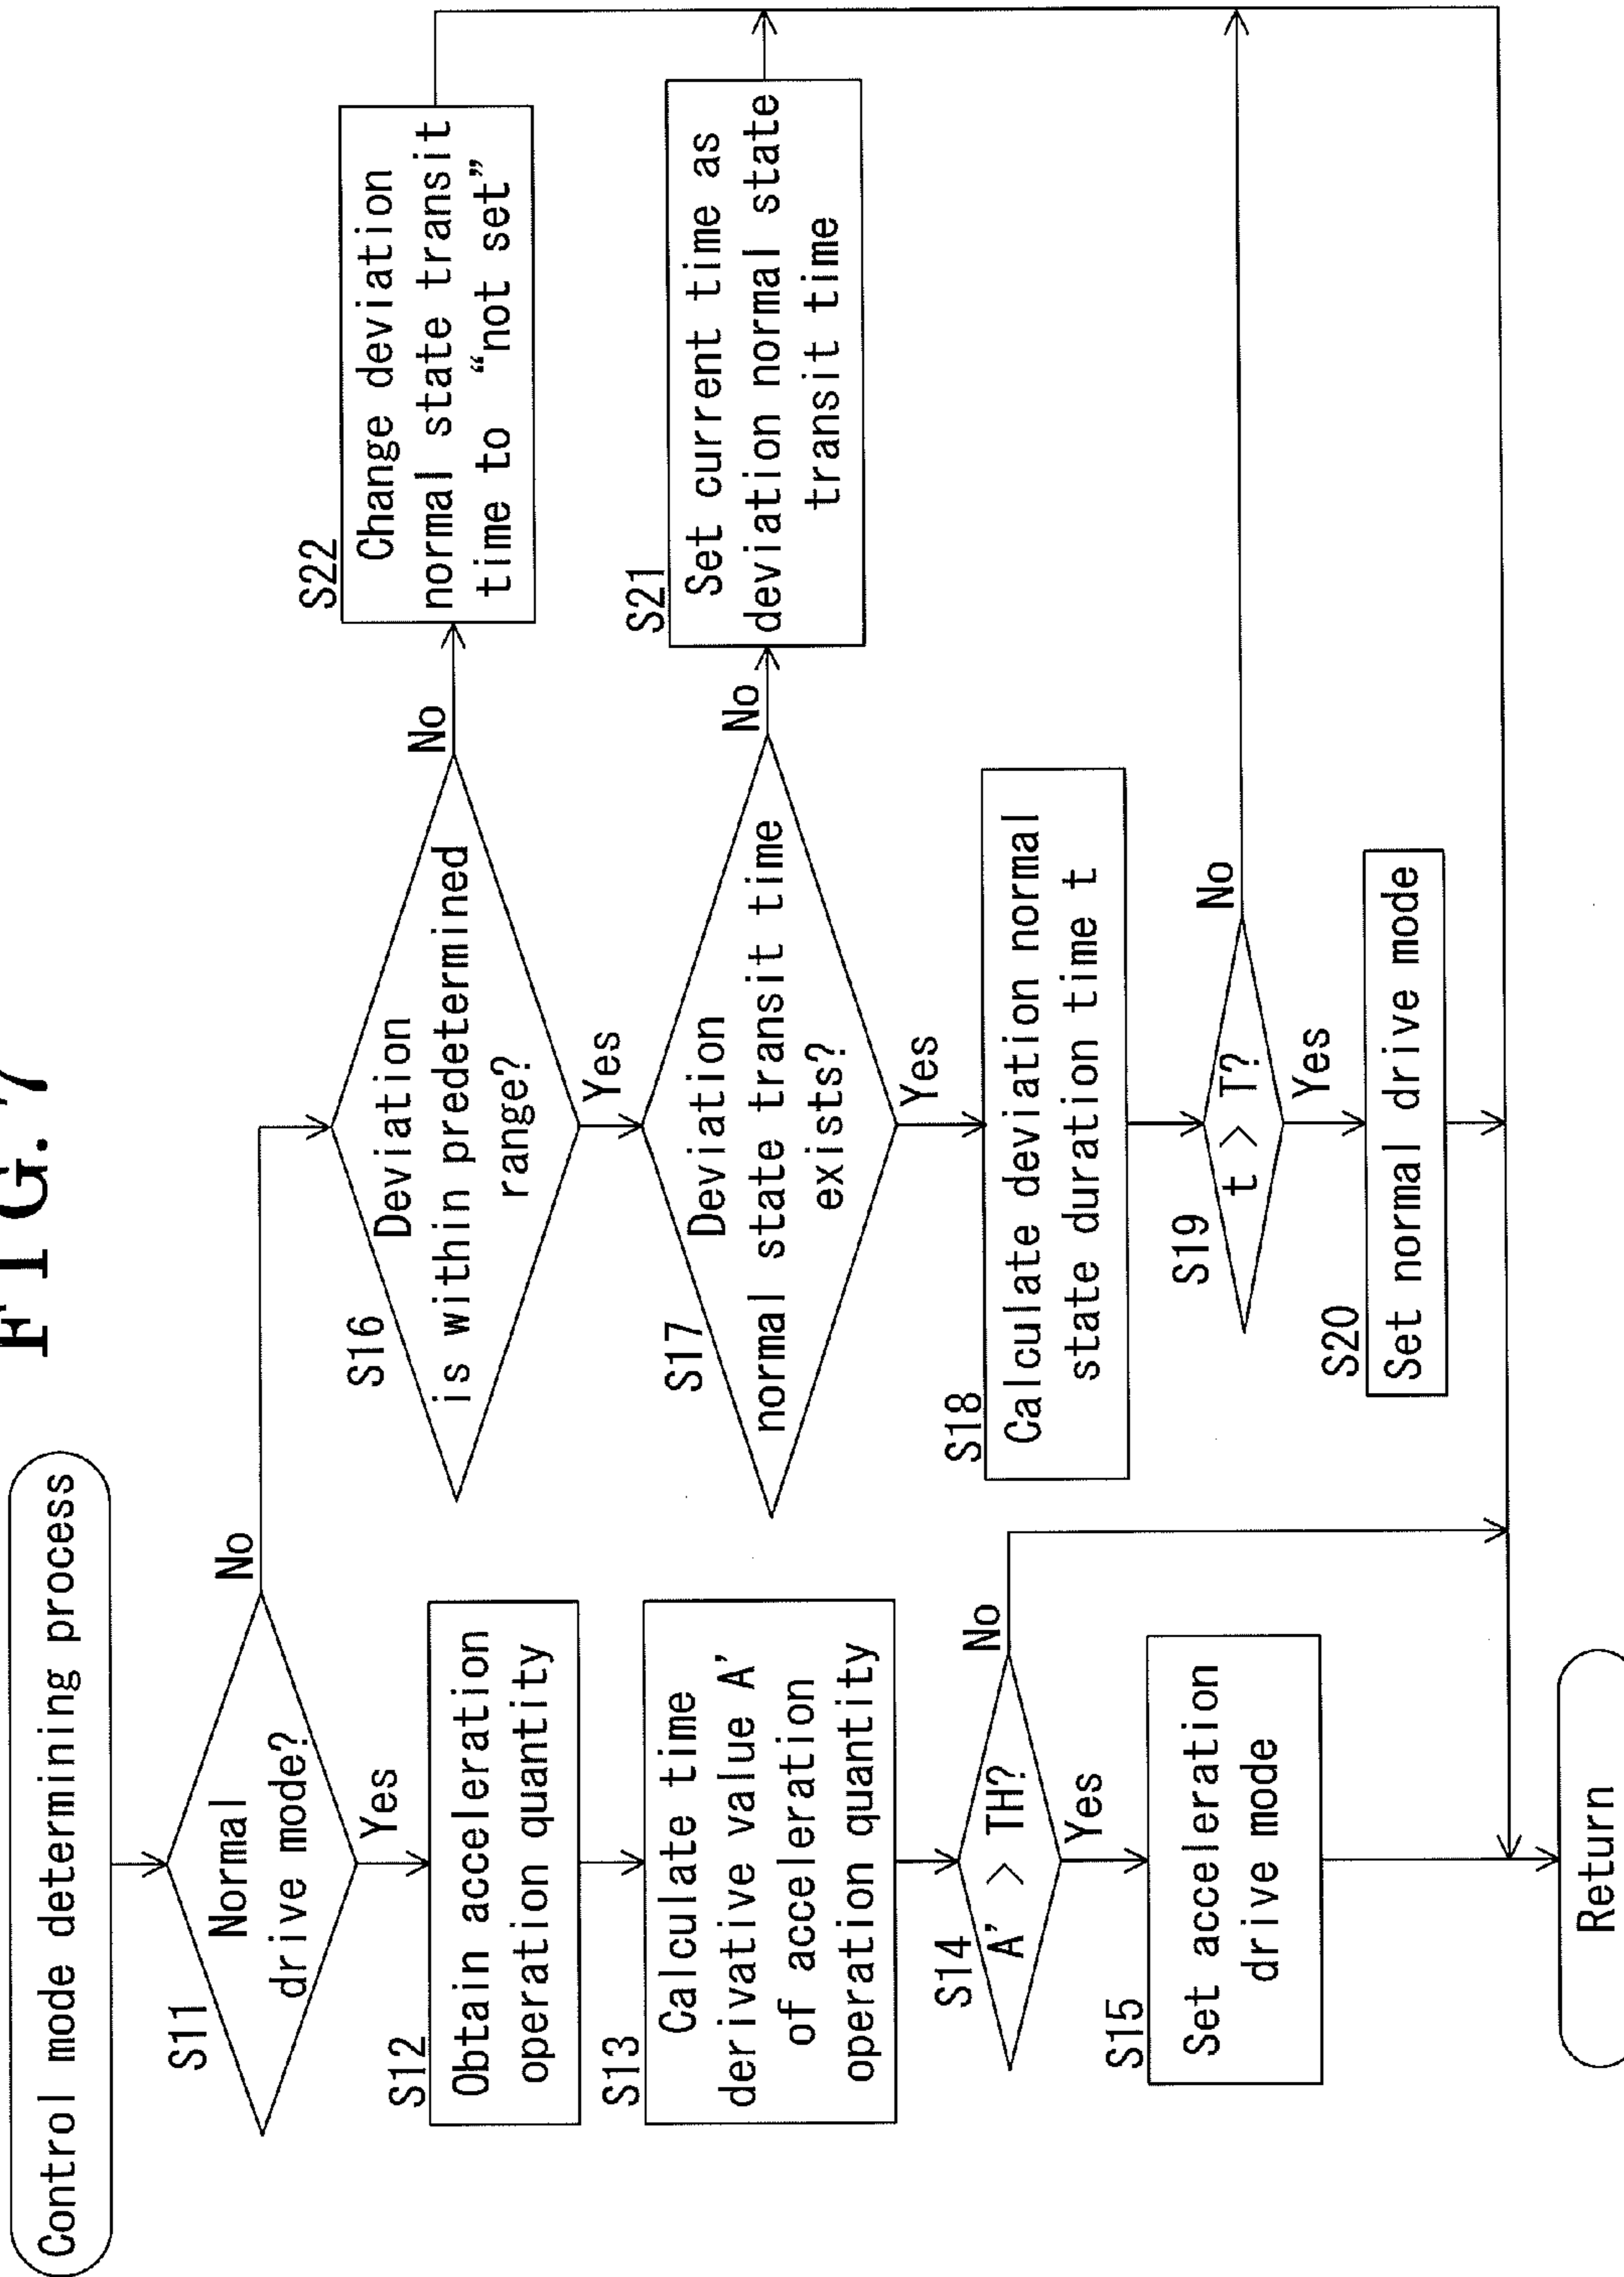 FIG. 7
Control mode determining process
S11
Normal
drive mode?
No
Yes
S12
Obtain acceleration
operation quantity
S13
Calculate time
derivative value A'
of acceleration
operation quantity
S14
A' > TH?
No
Yes
S15
Set acceleration
drive mode
S16
Deviation
is within predetermined
range?
No
Yes
S17
Deviation
normal state transit time
exists?
No
Yes
S18
Calculate deviation normal
state duration time t
S19
t > T?
No
Yes
S20
Set normal drive mode
S22
Change deviation
normal state transit
time to “not set”
S21
Set current time as
deviation normal state
transit time
Return